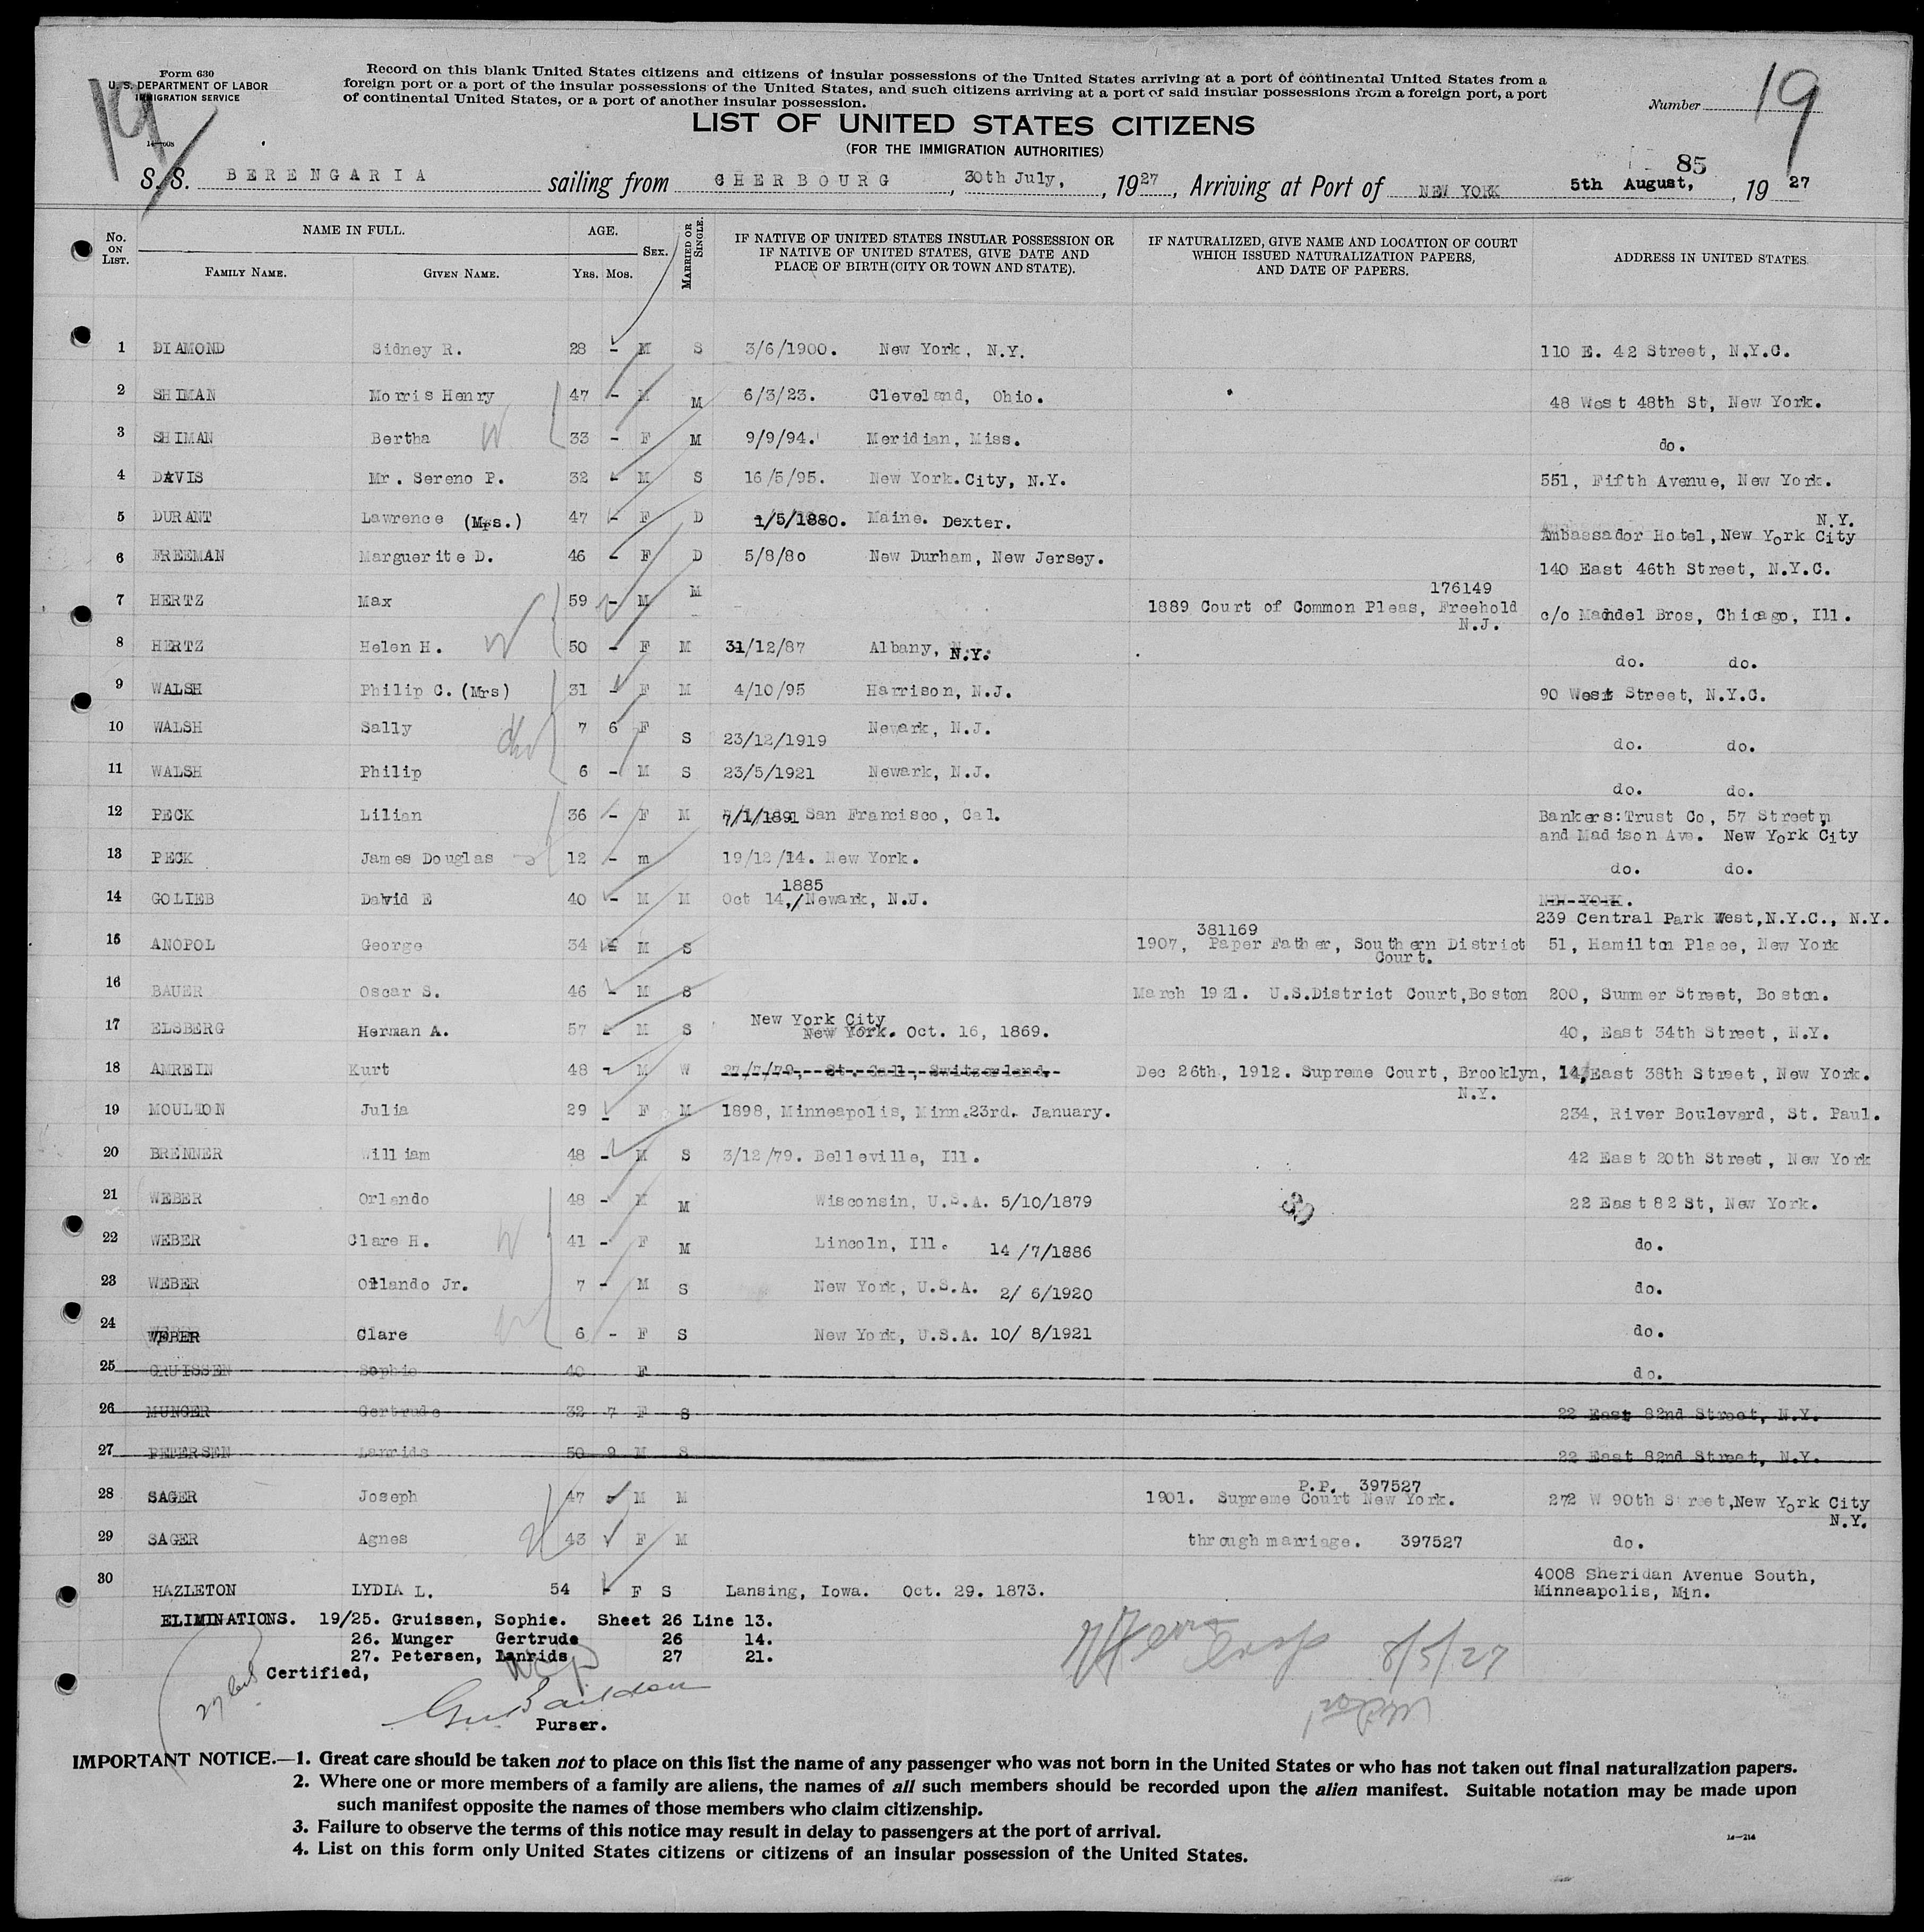 Form 630
U. S. DEPARTMENT OF LABOR
IMMIGRATION SERVICE
19
Record on this blank United States citizens and citizens of insular possessions of the United States arriving at a port of continental United States from a
foreign port or a port of the insular possessions of the United States, and such citizens arriving at a port of said insular possessions from a foreign port, a port
of continental United States, or a port of another insular possession.
Number 19
LIST OF UNITED STATES CITIZENS
(FOR THE IMMIGRATION AUTHORITIES)
85
S. S. BERENGARIA sailing from CHERBOURG, 30th July, , 1927, Arriving at Port of NEW YORK 5th August, , 1927
No. ON LIST. NAME IN FULL. AGE. SEX. MARRIED OR SINGLE. IF NATIVE OF UNITED STATES INSULAR POSSESSION OR IF NATIVE OF UNITED STATES, GIVE DATE AND PLACE OF BIRTH (CITY OR TOWN AND STATE). IF NATURALIZED, GIVE NAME AND LOCATION OF COURT WHICH ISSUED NATURALIZATION PAPERS, AND DATE OF PAPERS. ADDRESS IN UNITED STATES
FAMILY NAME. GIVEN NAME. YRS. MOS.
1 DIAMOND Sidney R. 28 - M S 3/6/1900. New York, N.Y. 110 E. 42 Street, N.Y.C.
2 SHIMAN Morris Henry 47 - M M 6/3/23. Cleveland, Ohio. 48 West 48th St, New York.
3 SHIMAN Bertha 33 - F M 9/9/94. Meridian, Miss. do.
4 DAVIS Mr. Sereno P. 32 - M S 16/5/95. New York.City, N.Y. 551, Fifth Avenue, New York.
5 DURANT Lawrence (Mrs.) 47 - F D 1/5/1880. Maine. Dexter. Ambassador Hotel, New York City N.Y.
6 FREEMAN Marguerite D. 46 - F D 5/8/80 New Durham, New Jersey. 140 East 46th Street, N.Y.C.
7 HERTZ Max 59 - M M 176149 1889 Court of Common Pleas, Freehold N.J. c/o Mandel Bros, Chicago, Ill.
8 HERTZ Helen H. 50 - F M 31/12/87 Albany, N.Y. do. do.
9 WALSH Philip C. (Mrs) 31 - F M 4/10/95 Harrison, N.J. 90 West Street, N.Y.C.
10 WALSH Sally 7 6 F S 23/12/1919 Newark, N.J. do. do.
11 WALSH Philip 6 - M S 23/5/1921 Newark, N.J. do. do.
12 PECK Lilian 36 - F M 7/1/1891 San Francisco, Cal. Bankers:Trust Co, 57 Street, and Madison Ave. New York City
13 PECK James Douglas S 12 - m 19/12/14. New York. do. do.
14 GOLIEB David E 40 - M M Oct 14,/1885 Newark, N.J. NEW YORK. 239 Central Park West,N.Y.C., N.Y.
15 ANOPOL George 34 - M S 381169 1907, Paper Father, Southern District Court. 51, Hamilton Place, New York
16 BAUER Oscar S. 46 - M S March 1921. U.S.District Court,Boston 200, Summer Street, Boston.
17 ELSBERG Herman A. 57 - M S New York City New York. Oct. 16, 1869. 40, East 34th Street, N.Y.
18 AMREIN Kurt 48 - M W 27/7/79, St. Gall, Switzerland, Dec 26th, 1912. Supreme Court, Brooklyn, N.Y. 14, East 38th Street, New York.
19 MOULTON Julia 29 - F M 1898, Minneapolis, Minn.23rd. January. 234, River Boulevard, St. Paul.
20 BRENNER William 48 - M S 3/12/79. Belleville, Ill. 42 East 20th Street, New York
21 WEBER Orlando 48 - M M Wisconsin, U.S.A. 5/10/1879 22 East 82 St, New York.
22 WEBER Clare H. 41 - F M Lincoln, Ill. 14/7/1886 do.
23 WEBER Orlando Jr. 7 - M S New York, U.S.A. 2/ 6/1920 do.
24 WEBER Clare 6 - F S New York, U.S.A. 10/ 8/1921 do.
25 GRUISSEN Sophie 40 F do.
26 MUNGER Gertrude 32 7 F S 22 East 82nd Street, N.Y.
27 PETERSEN Lanrids 50 9 M S 22 East 82nd Street, N.Y.
28 SAGER Joseph 47 M M P.P. 397527 1901. Supreme Court New York. 272 W 90th Street,New York City N.Y.
29 SAGER Agnes 43 F M through marriage. 397527 do.
30 HAZLETON LYDIA L. 54 - F S Lansing, Iowa. Oct. 29. 1873. 4008 Sheridan Avenue South, Minneapolis, Min.
ELIMINATIONS. 19/25. Gruissen, Sophie. Sheet 26 Line 13.
26. Munger Gertrude 26 14.
27. Petersen, Lanrids 27 21.
Certified,
8/5/27
Purser.
IMPORTANT NOTICE.—1. Great care should be taken not to place on this list the name of any passenger who was not born in the United States or who has not taken out final naturalization papers.
2. Where one or more members of a family are aliens, the names of all such members should be recorded upon the alien manifest. Suitable notation may be made upon
such manifest opposite the names of those members who claim citizenship.
3. Failure to observe the terms of this notice may result in delay to passengers at the port of arrival.
4. List on this form only United States citizens or citizens of an insular possession of the United States.
14—214